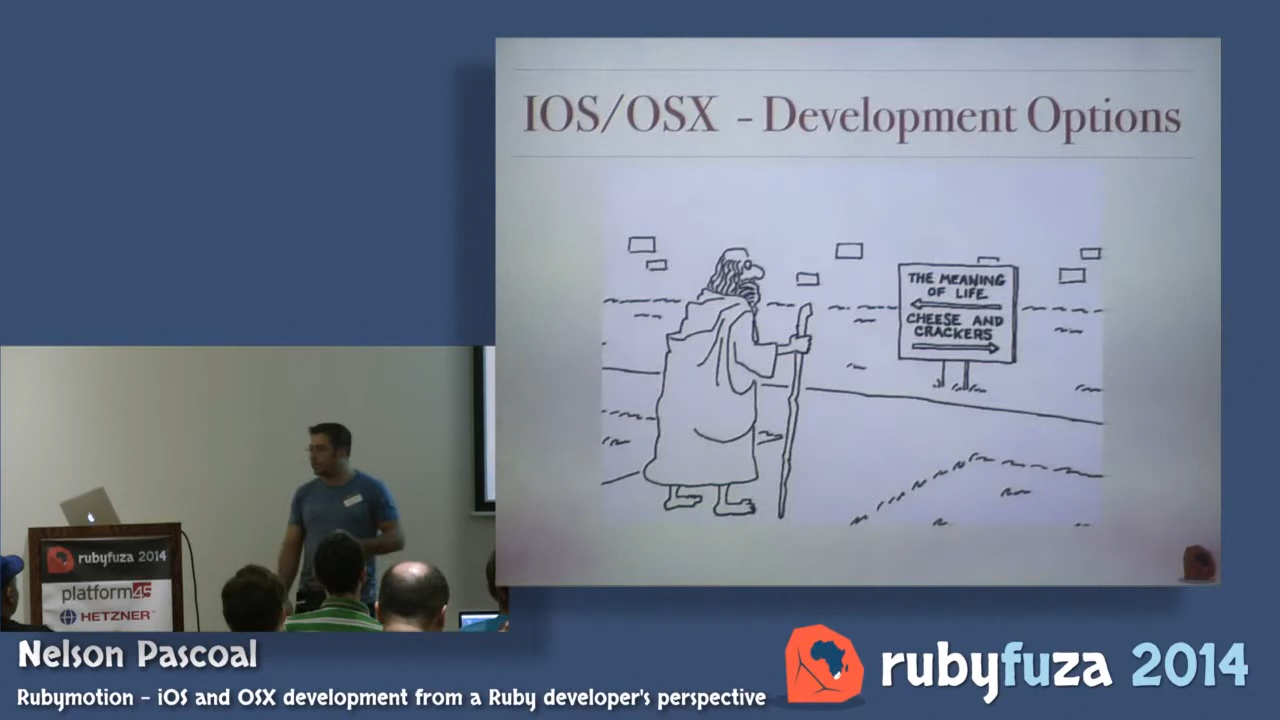 IOS/OSX - Development Options
THE MEANING
OF LIFE
CHEESE AND
CRACKERS
rubyfuza 2014
platform45
HETZNER
Nelson Pascoal
Rubymotion - iOS and OSX development from a Ruby developer's perspective
rubyfuza 2014